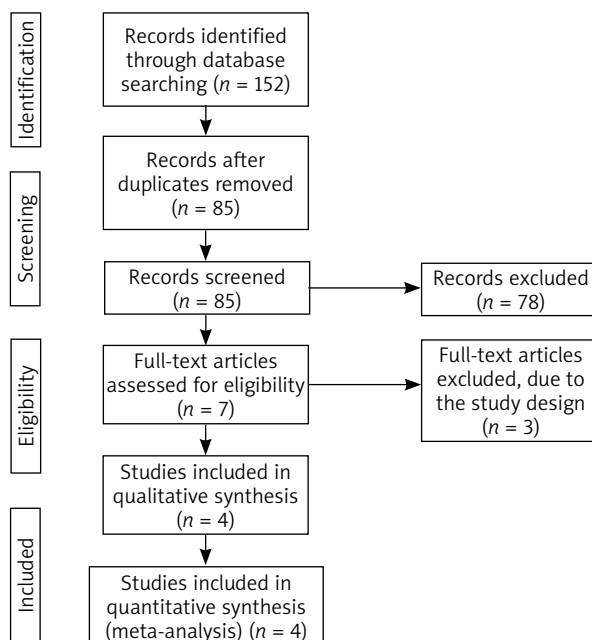 Identification
Records identified
through database
searching (n = 152)
Records after
duplicates removed
(n = 85)
Screening
Records screened
(n = 85)
Records excluded
(n = 78)
Eligibility
Full-text articles
assessed for eligibility
(n = 7)
Full-text articles
excluded, due to
the study design
(n = 3)
Studies included in
qualitative synthesis
(n = 4)
Included
Studies included in
quantitative synthesis
(meta-analysis) (n = 4)